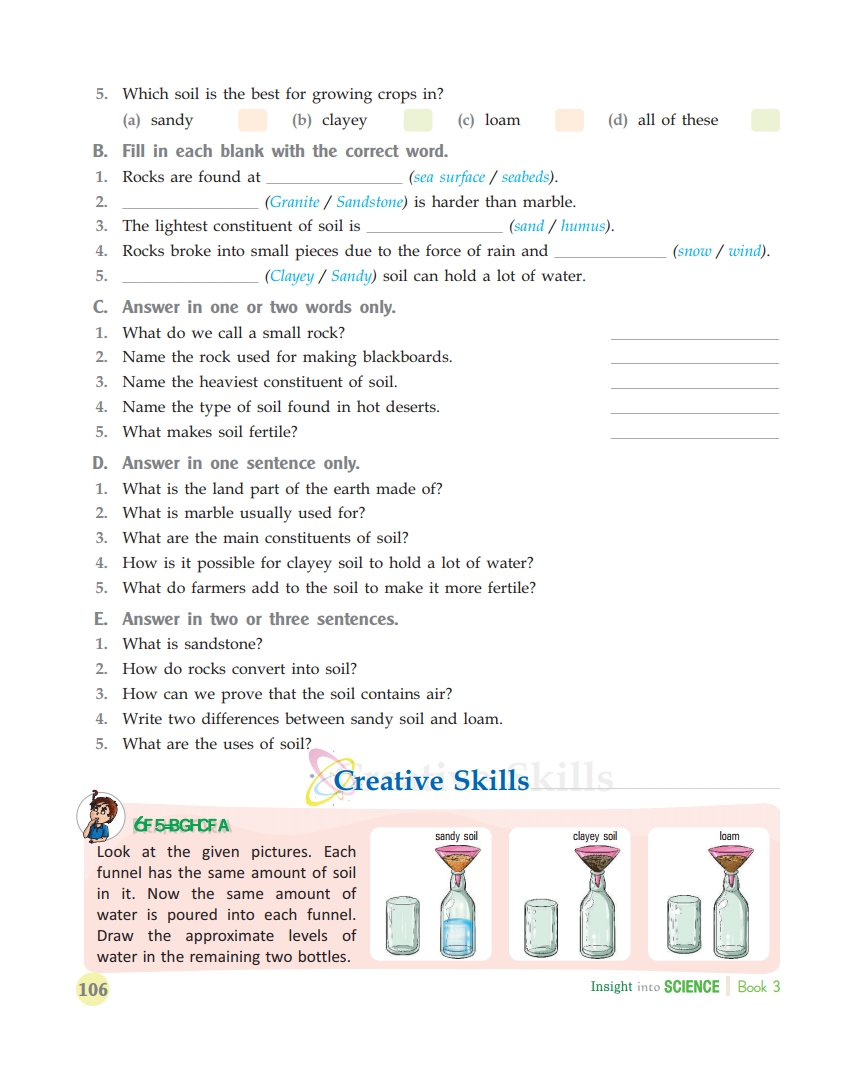 5. Which soil is the best for growing crops in?
(a) sandy (b) clayey (c) loam (d) all of these
B. Fill in each blank with the correct word.
1. Rocks are found at ______________ (sea surface / seabeds).
2. ______________ (Granite / Sandstone) is harder than marble.
3. The lightest constituent of soil is ______________ (sand / humus).
4. Rocks broke into small pieces due to the force of rain and ____________ (snow / wind).
5. ______________ (Clayey / Sandy) soil can hold a lot of water.
C. Answer in one or two words only.
1. What do we call a small rock? __________________
2. Name the rock used for making blackboards. __________________
3. Name the heaviest constituent of soil. __________________
4. Name the type of soil found in hot deserts. __________________
5. What makes soil fertile? __________________
D. Answer in one sentence only.
1. What is the land part of the earth made of?
2. What is marble usually used for?
3. What are the main constituents of soil?
4. How is it possible for clayey soil to hold a lot of water?
5. What do farmers add to the soil to make it more fertile?
E. Answer in two or three sentences.
1. What is sandstone?
2. How do rocks convert into soil?
3. How can we prove that the soil contains air?
4. Write two differences between sandy soil and loam.
5. What are the uses of soil?
Creative Skills
Look at the given pictures. Each
funnel has the same amount of soil
in it. Now the same amount of
water is poured into each funnel.
Draw the approximate levels of
water in the remaining two bottles.
sandy soil
clayey soil
loam
106
Insight into SCIENCE Book 3